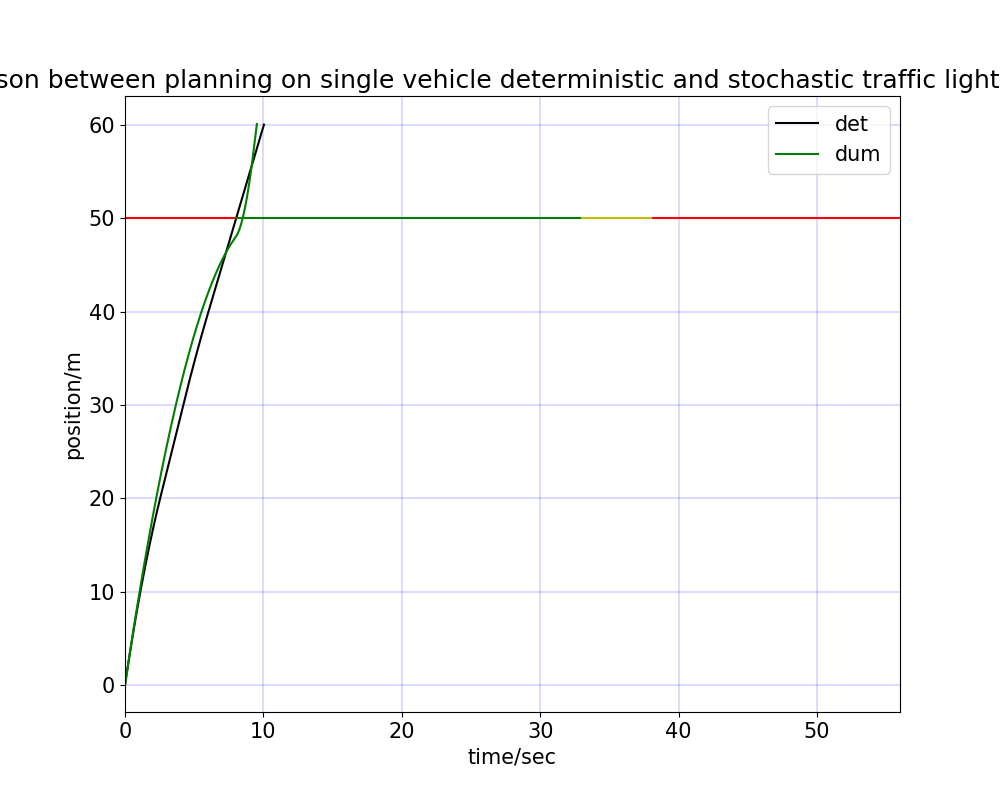 son between planning on single vehicle deterministic and stochastic traffic light
det
dum
60
50
40
30
20
10
0
position/m
0 10 20 30 40 50
time/sec